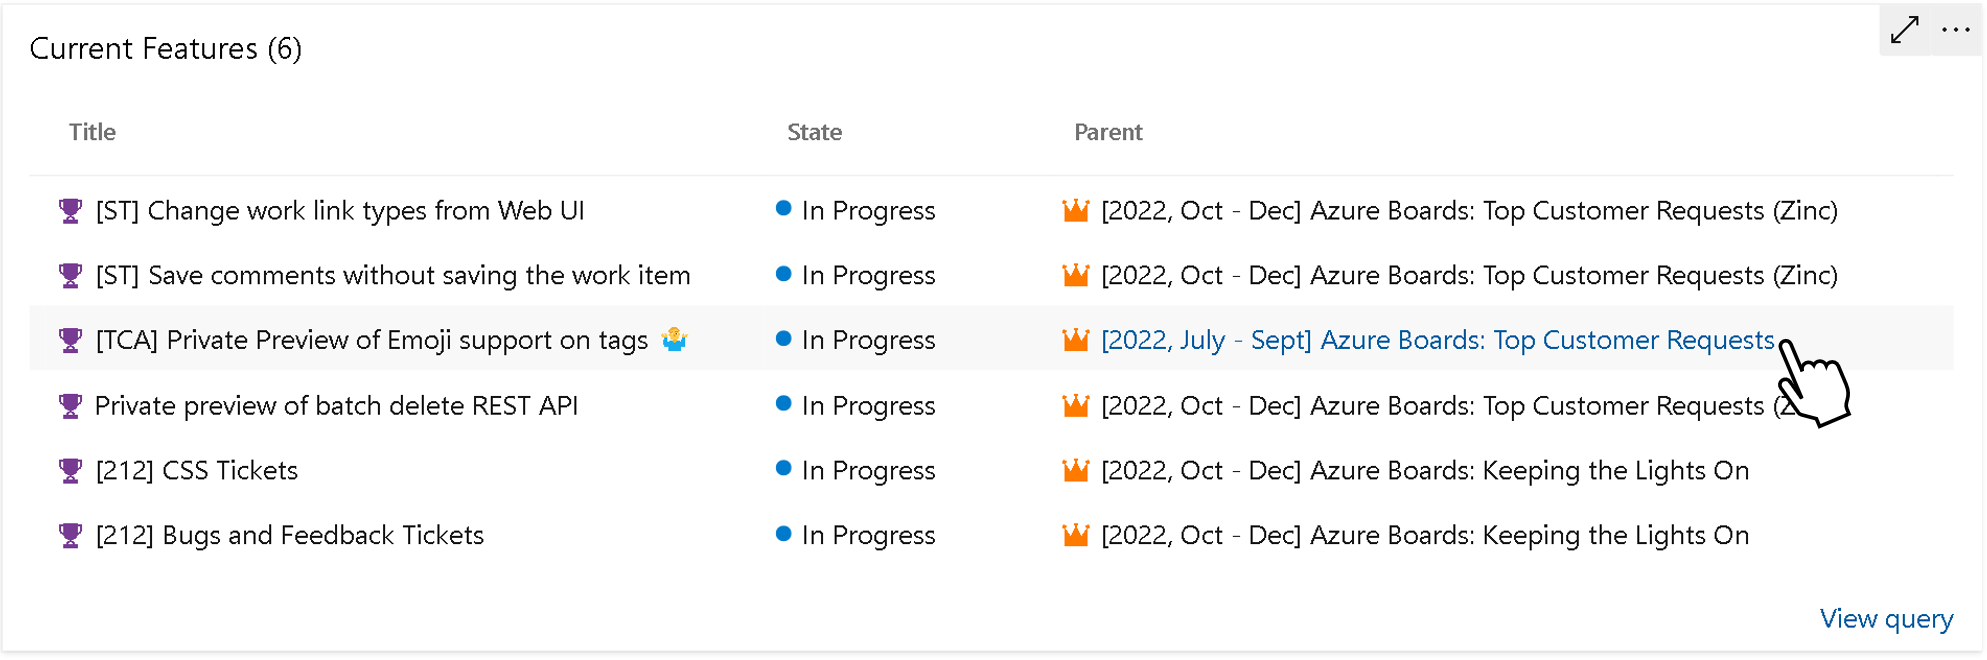 Current Features (6)
Title State Parent
[ST] Change work link types from Web UI In Progress [2022, Oct - Dec] Azure Boards: Top Customer Requests (Zinc)
[ST] Save comments without saving the work item In Progress [2022, Oct - Dec] Azure Boards: Top Customer Requests (Zinc)
[TCA] Private Preview of Emoji support on tags 🤷 In Progress [2022, July - Sept] Azure Boards: Top Customer Requests
Private preview of batch delete REST API In Progress [2022, Oct - Dec] Azure Boards: Top Customer Requests
[212] CSS Tickets In Progress [2022, Oct - Dec] Azure Boards: Keeping the Lights On
[212] Bugs and Feedback Tickets In Progress [2022, Oct - Dec] Azure Boards: Keeping the Lights On
View query